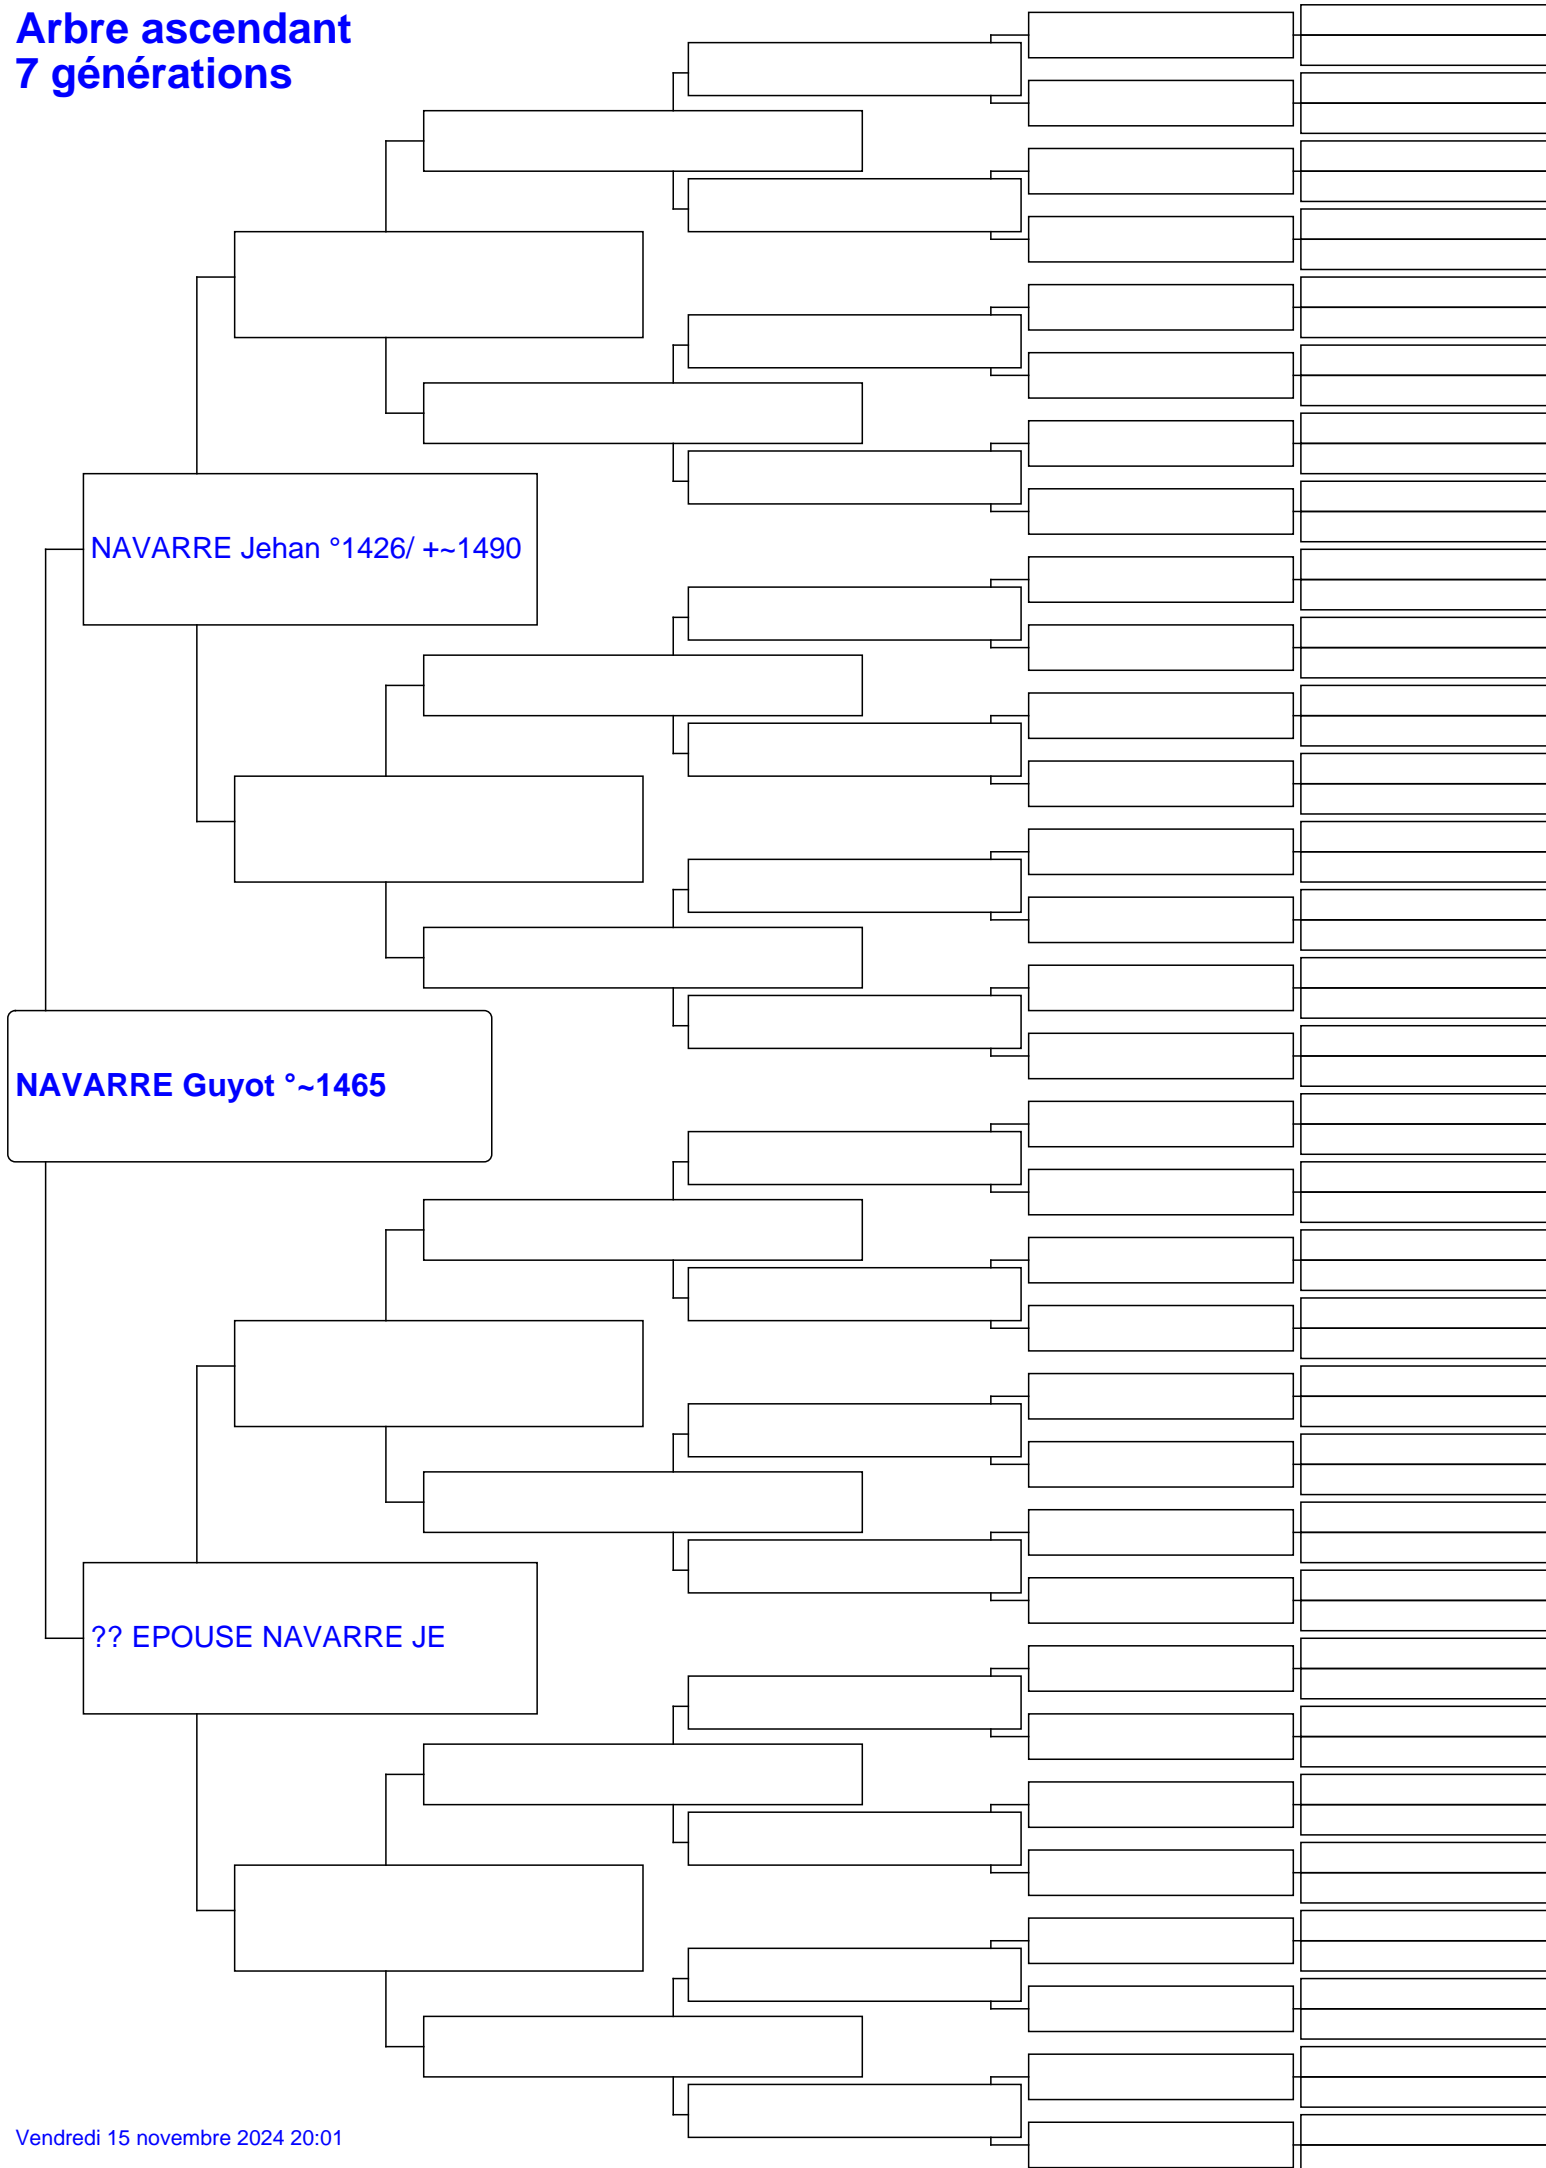 Arbre ascendant
7 générations
NAVARRE Jehan °1426/ +~1490
NAVARRE Guyot °~1465
?? EPOUSE NAVARRE JE
Vendredi 15 novembre 2024 20:01